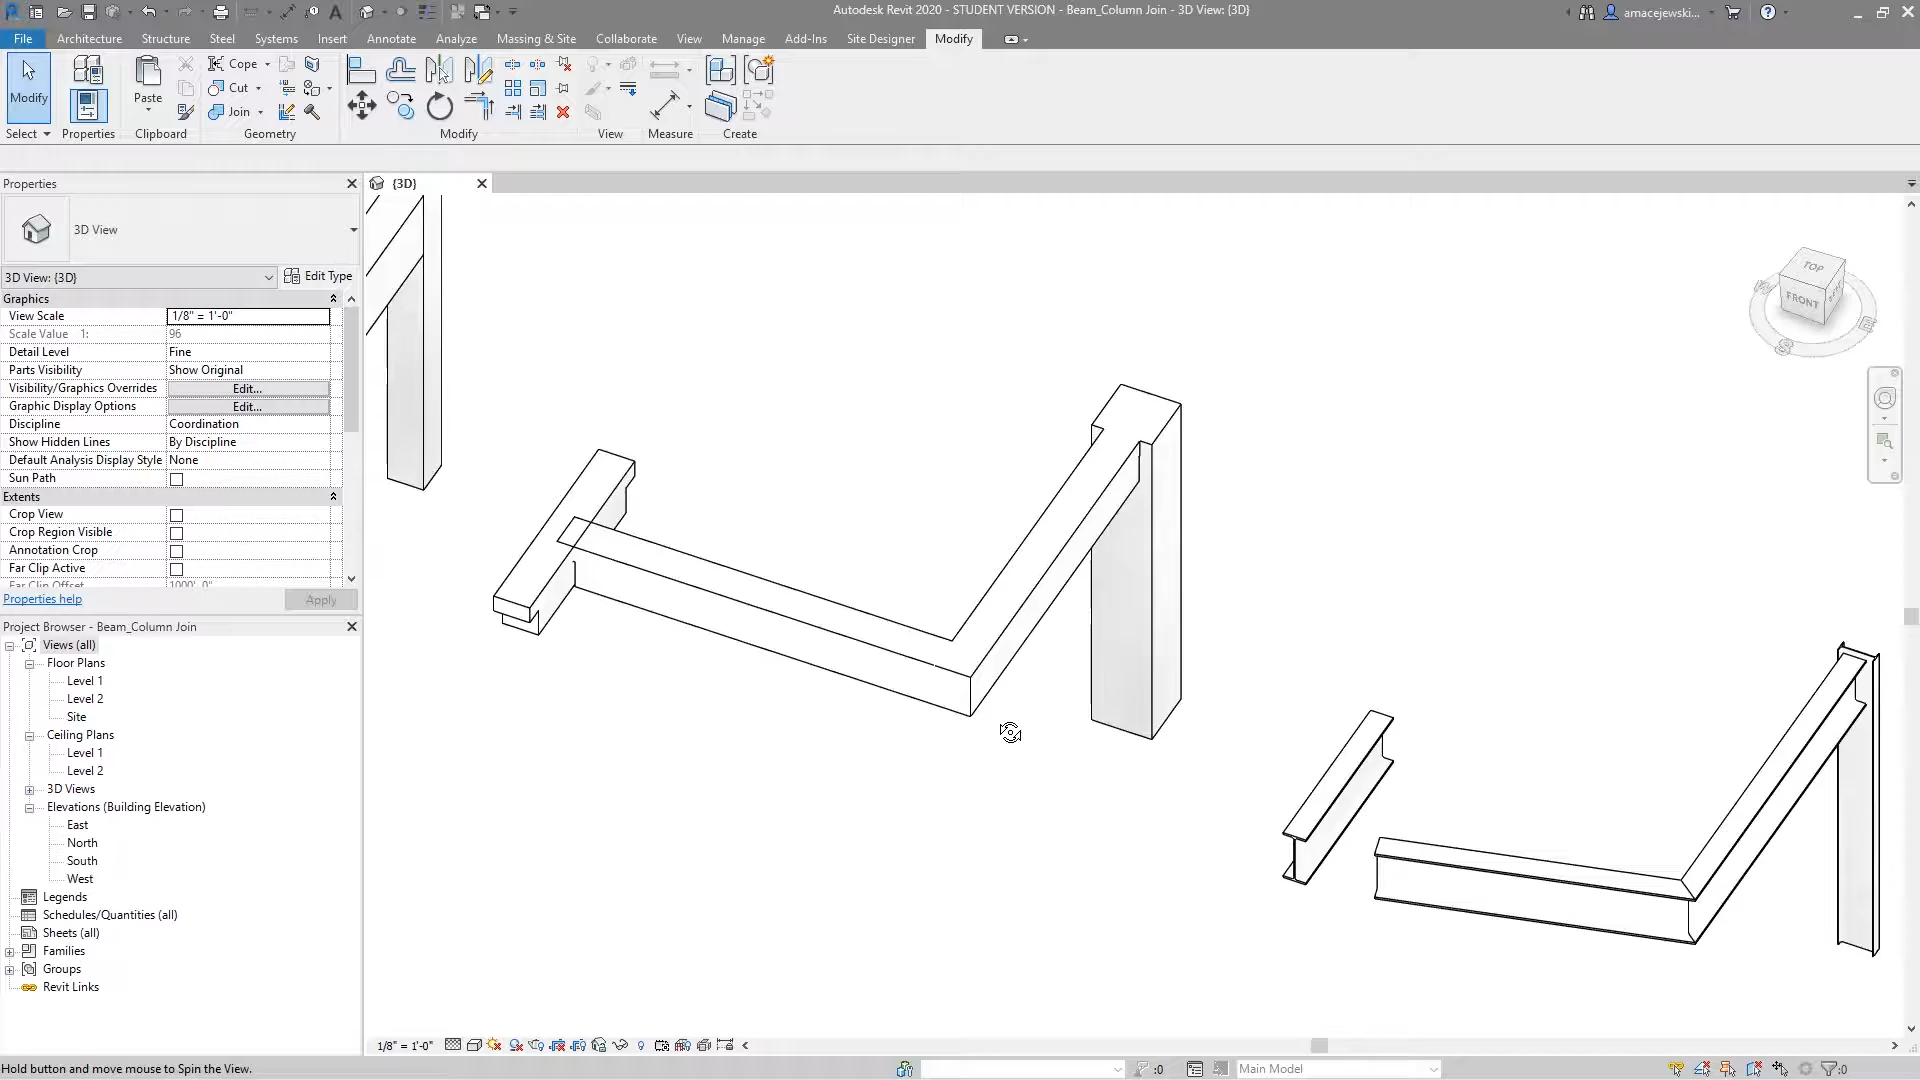 Autodesk Revit 2020 - STUDENT VERSION - Beam_Column Join - 3D View: {3D}
amacejewski...
File
Architecture
Structure
Steel
Systems
Insert
Annotate
Analyze
Massing & Site
Collaborate
View
Manage
Add-Ins
Site Designer
Modify
Modify
Paste
Cope
Cut
Join
Select
Properties
Clipboard
Geometry
Modify
View
Measure
Create
Properties
{3D}
3D View
3D View: {3D}
Edit Type
Graphics
View Scale 1/8" = 1'-0"
Scale Value 1: 96
Detail Level Fine
Parts Visibility Show Original
Visibility/Graphics Overrides Edit...
Graphic Display Options Edit...
Discipline Coordination
Show Hidden Lines By Discipline
Default Analysis Display Style None
Sun Path
Extents
Crop View
Crop Region Visible
Annotation Crop
Far Clip Active
Far Clip Offset 1000' 0"
Properties help
Apply
Project Browser - Beam_Column Join
Views (all)
Floor Plans
Level 1
Level 2
Site
Ceiling Plans
Level 1
Level 2
3D Views
Elevations (Building Elevation)
East
North
South
West
Legends
Schedules/Quantities (all)
Sheets (all)
Families
Groups
Revit Links
TOP
FRONT
W
S
E
1/8" = 1'-0"
Hold button and move mouse to Spin the View.
:0
Main Model
:0